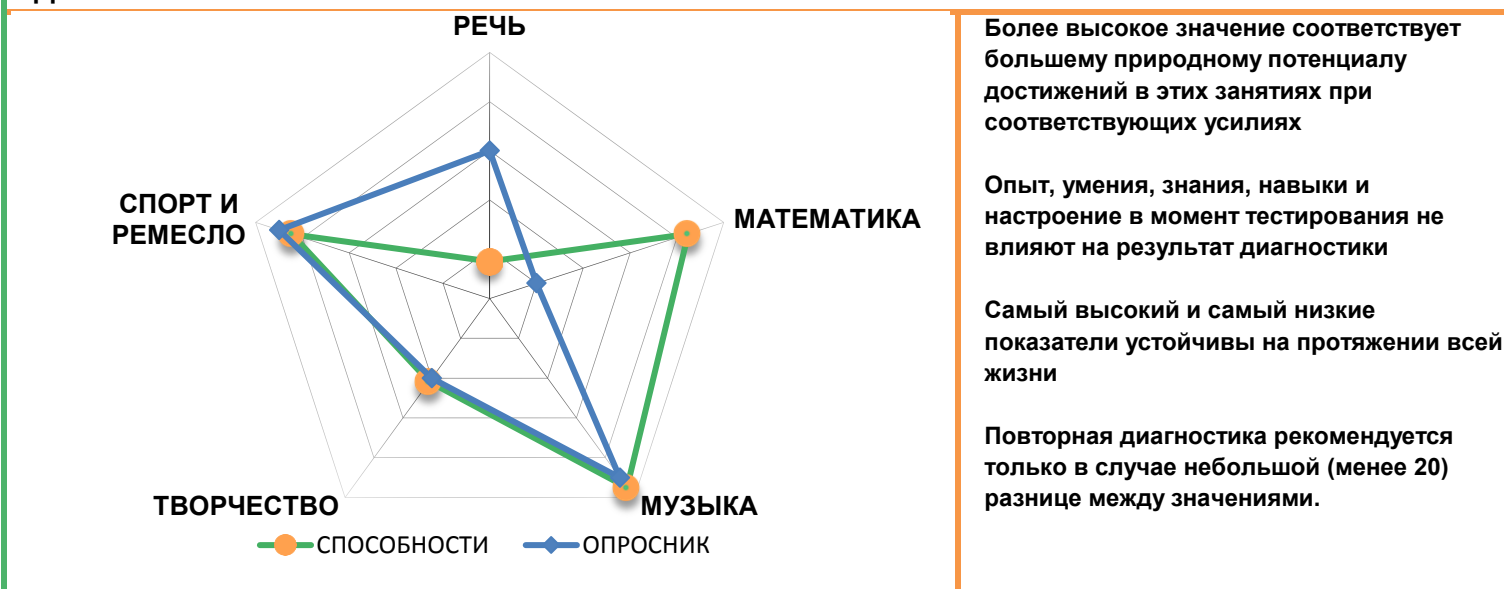 РЕЧЬ
СПОРТ И
РЕМЕСЛО
МАТЕМАТИКА
ТВОРЧЕСТВО
МУЗЫКА
СПОСОБНОСТИ
ОПРОСНИК
Более высокое значение соответствует
большему природному потенциалу
достижений в этих занятиях при
соответствующих усилиях
Опыт, умения, знания, навыки и
настроение в момент тестирования не
влияют на результат диагностики
Самый высокий и самый низкие
показатели устойчивы на протяжении всей
жизни
Повторная диагностика рекомендуется
только в случае небольшой (менее 20)
разнице между значениями.